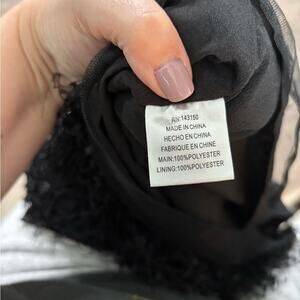 RN:143150
MADE IN CHINA
HECHO EN CHINA
FABRIQUE EN CHINE
MAIN:100%POLYESTER
LINING:100%POLYESTER